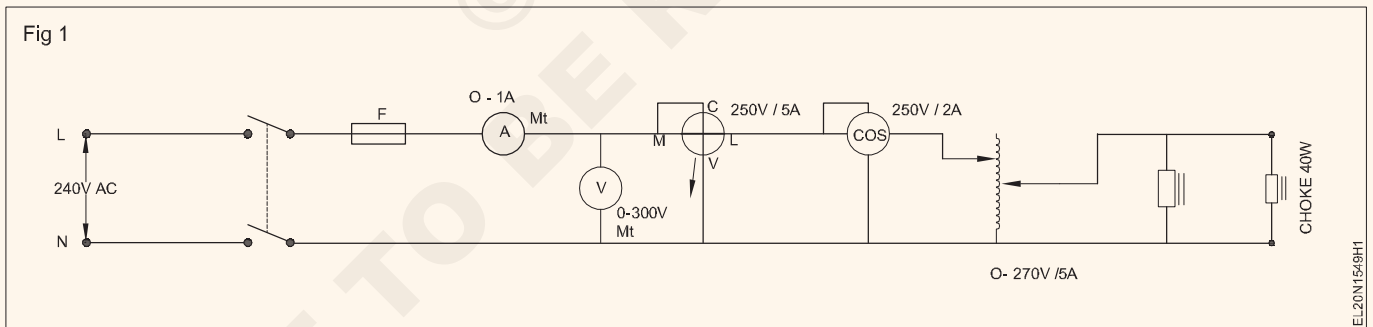 Fig 1
O - 1A
F
A
Mt
C
250V / 5A
250V / 2A
L
M
L
COS
V
240V AC
V
0-300V
Mt
N
O- 270V /5A
CHOKE 40W
EL20N1549H1